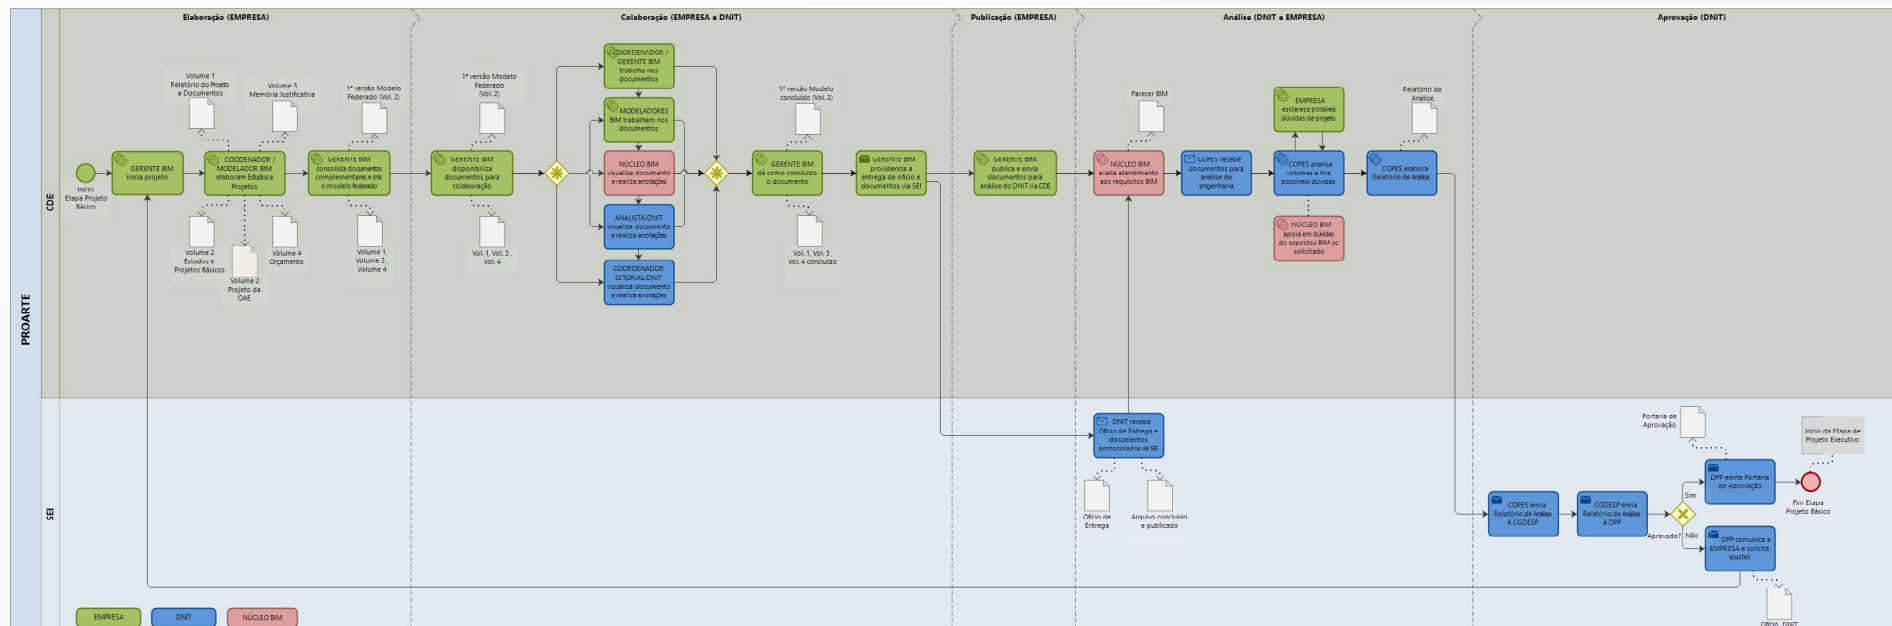 Elaboração (EMPRESA)
Colaboração (EMPRESA e DNIT)
Publicação (EMPRESA)
Análise (DNIT e EMPRESA)
Aprovação (DNIT)
PROARTE
CDE
SEI
Início
Etapa Projeto
Básico
GERENTE BIM
inicia projeto
Volume 1
Relatório do Projeto
e Documentos
Volume 3
Memória Justificativa
COODENADOR /
MODELADOR BIM
elaboram Estudos e
Projetos
Volume 2
Estudos e
Projetos Básicos
Volume 2
Projeto da
OAE
Volume 4
Orçamento
1ª versão Modelo
Federado (Vol. 2)
GERENTE BIM
consolida documentos
complementares e cria
o modelo federado
Volume 1,
Volume 3 ,
Volume 4
1ª versão Modelo
Federado
(Vol. 2)
GERENTE BIM
disponibiliza
documentos para
colaboração
Vol. 1, Vol. 3 ,
Vol. 4
COORDENADOR /
GERENTE BIM
trabalha nos
documentos
MODELADORES
BIM trabalham nos
documentos
NÚCLEO BIM
visualiza documento
e realiza anotações
ANALISTA/DNIT
visualiza documento
e realiza anotações
COORDENADOR
SETORIAL/DNIT
visualiza documento
e realiza anotações
1ª versão Modelo
concluído (Vol. 2)
GERENTE BIM
dá como concluído
o documento
Vol. 1, Vol. 3 ,
Vol. 4 concluído
GERENTE BIM
providencia a
entrega de ofício e
documentos via SEI
GERENTE BIM
publica e envia
documentos para
análise do DNIT via CDE
Parecer BIM
NÚCLEO BIM
avalia atendimento
aos requisitos BIM
COPES recebe
documentos para
análise de
engenharia
EMPRESA
esclarece possíveis
dúvidas de projeto
COPES analisa
volumes e tira
possíveis dúvidas
NÚCLEO BIM
apoia em dúvidas
de aspectos BIM se
solicitado
Relatório de
Análise
COPES elabora
Relatório de Análise
DNIT recebe
Ofício de Entrega e
documentos
protocolados via SEI
Ofício de
Entrega
Arquivo concluído
e publicado
COPES envia
Relatório de Análise
à CGDESP
CGDESP envia
Relatório de Análise
à DPP
Aprovado?
Sim
Não
Portaria de
Aprovação
DPP emite Portaria
de Aprovação
Início da Etapa de
Projeto Executivo
Fim Etapa
Projeto Básico
DPP comunica a
EMPRESA e solicita
ajustes
Ofício DNIT
EMPRESA
DNIT
NÚCLEO BIM